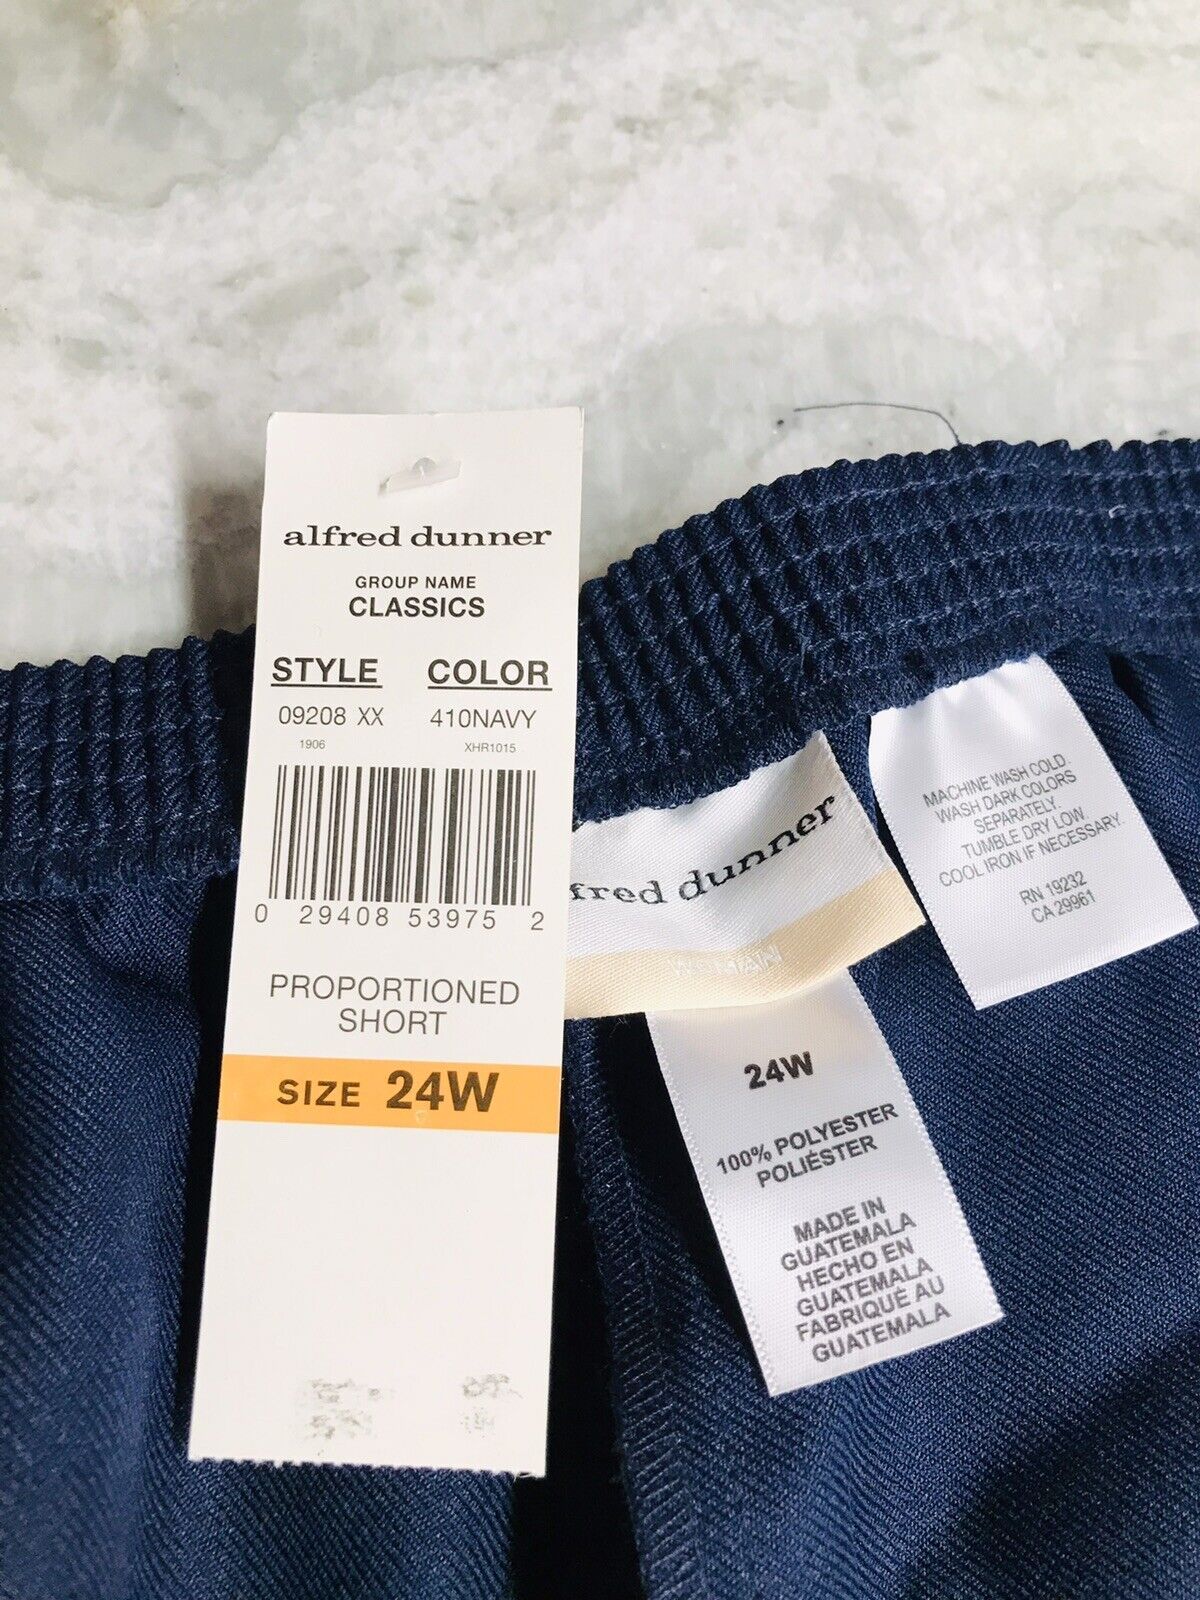 alfred dunner
GROUP NAME
CLASSICS
STYLE COLOR
09208 XX 410NAVY
1906 XHR1015
0 29408 53975 2
PROPORTIONED
SHORT
SIZE 24W
fred dunner
WOMAN
24W
100% POLYESTER
POLIÉSTER
MADE IN
GUATEMALA
HECHO EN
GUATEMALA
FABRIQUÉ AU
GUATEMALA
MACHINE WASH COLD.
WASH DARK COLORS
SEPARATELY.
TUMBLE DRY LOW.
COOL IRON IF NECESSARY.
RN 19232
CA 29961